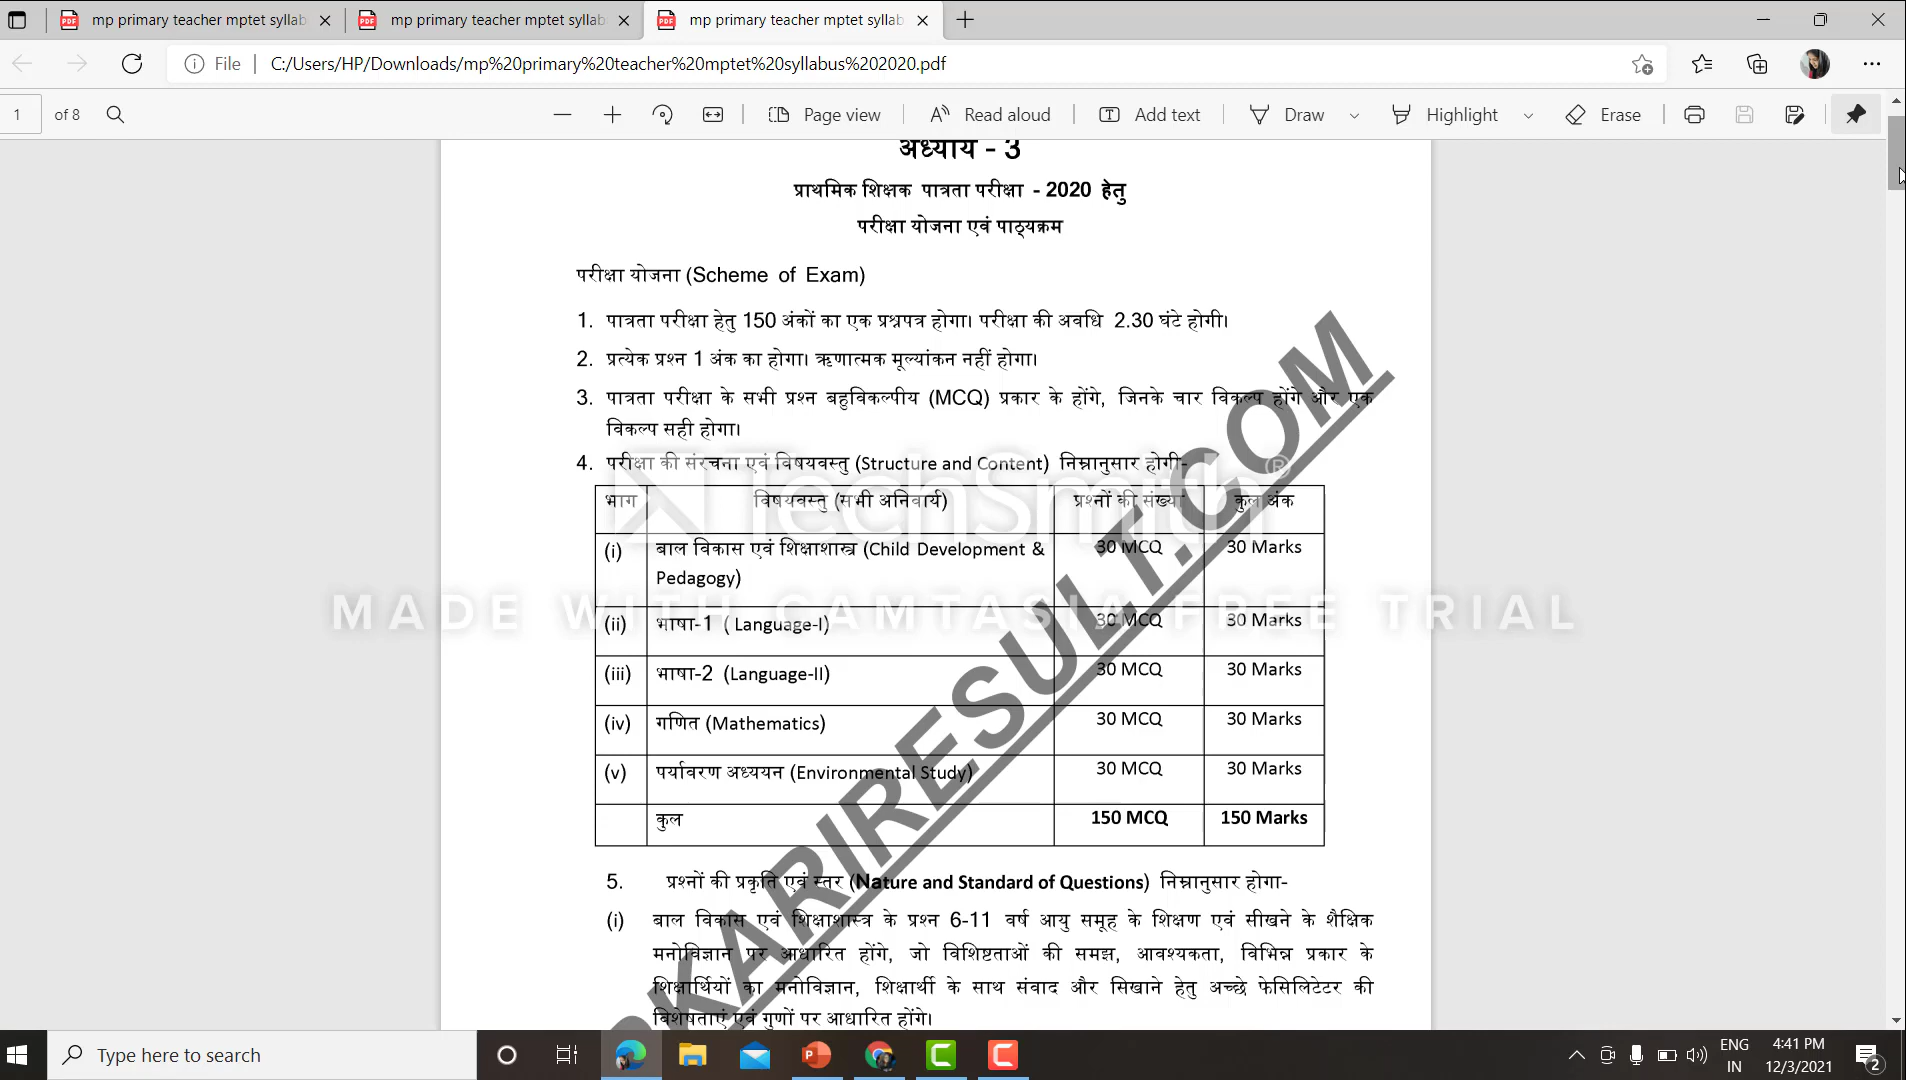 mp primary teacher mptet syllab
mp primary teacher mptet syllab
mp primary teacher mptet syllab
File
C:/Users/HP/Downloads/mp%20primary%20teacher%20mptet%20syllabus%202020.pdf
1 of 8
Page view
Read aloud
Add text
Draw
Highlight
Erase
अध्याय - 3
प्राथमिक शिक्षक पात्रता परीक्षा - 2020 हेतु
परीक्षा योजना एवं पाठ्यक्रम
परीक्षा योजना (Scheme of Exam)
1. पात्रता परीक्षा हेतु 150 अंकों का एक प्रश्नपत्र होगा। परीक्षा की अवधि 2.30 घंटे होगी।
2. प्रत्येक प्रश्न 1 अंक का होगा। ऋणात्मक मूल्यांकन नहीं होगा।
3. पात्रता परीक्षा के सभी प्रश्न बहुविकल्पीय (MCQ) प्रकार के होंगे, जिनके चार विकल्प होंगे और एक
विकल्प सही होगा।
4. परीक्षा की संरचना एवं विषयवस्तु (Structure and Content) निम्नानुसार होगी-
भाग विषयवस्तु (सभी अनिवार्य) प्रश्नों की संख्या कुल अंक
(i) बाल विकास एवं शिक्षाशास्त्र (Child Development & 30 MCQ 30 Marks
Pedagogy)
(ii) भाषा-1 ( Language-I) 30 MCQ 30 Marks
(iii) भाषा-2 (Language-II) 30 MCQ 30 Marks
(iv) गणित (Mathematics) 30 MCQ 30 Marks
(v) पर्यावरण अध्ययन (Environmental Study) 30 MCQ 30 Marks
कुल 150 MCQ 150 Marks
5. प्रश्नों की प्रकृति एवं स्तर (Nature and Standard of Questions) निम्नानुसार होगा-
(i) बाल विकास एवं शिक्षाशास्त्र के प्रश्न 6-11 वर्ष आयु समूह के शिक्षण एवं सीखने के शैक्षिक
मनोविज्ञान पर आधारित होंगे, जो विशिष्टताओं की समझ, आवश्यकता, विभिन्न प्रकार के
शिक्षार्थियों का मनोविज्ञान, शिक्षार्थी के साथ संवाद और सिखाने हेतु अच्छे फेसिलिटेटर की
विशेषताएं एवं गुणों पर आधारित होंगे।
RKARIRESULT.COM
TechSmith®
MADE WITH CAMTASIA FREE TRIAL
Type here to search
ENG
IN
4:41 PM
12/3/2021
2